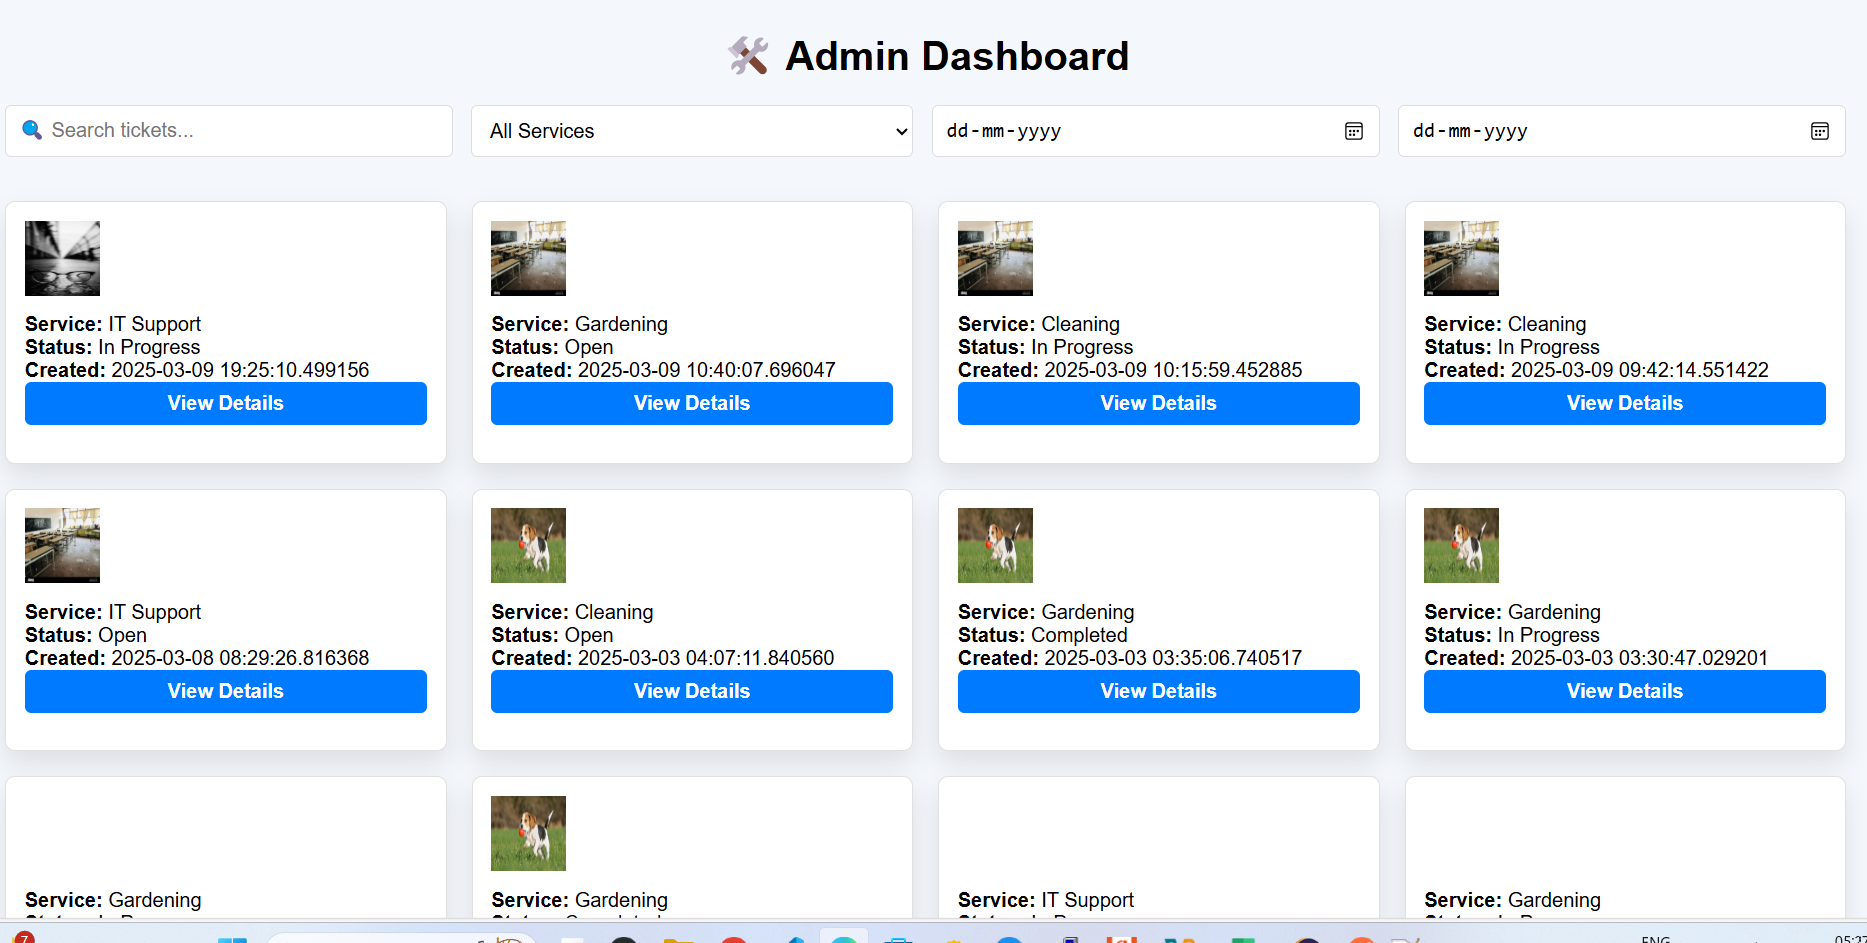 Admin Dashboard
Search tickets...
All Services
dd-mm-yyyy
dd-mm-yyyy
Service: IT Support
Status: In Progress
Created: 2025-03-09 19:25:10.499156
View Details
Service: Gardening
Status: Open
Created: 2025-03-09 10:40:07.696047
View Details
Service: Cleaning
Status: In Progress
Created: 2025-03-09 10:15:59.452885
View Details
Service: Cleaning
Status: In Progress
Created: 2025-03-09 09:42:14.551422
View Details
Service: IT Support
Status: Open
Created: 2025-03-08 08:29:26.816368
View Details
Service: Cleaning
Status: Open
Created: 2025-03-03 04:07:11.840560
View Details
Service: Gardening
Status: Completed
Created: 2025-03-03 03:35:06.740517
View Details
Service: Gardening
Status: In Progress
Created: 2025-03-03 03:30:47.029201
View Details
Service: Gardening
Service: Gardening
Service: IT Support
Service: Gardening
7
ENG